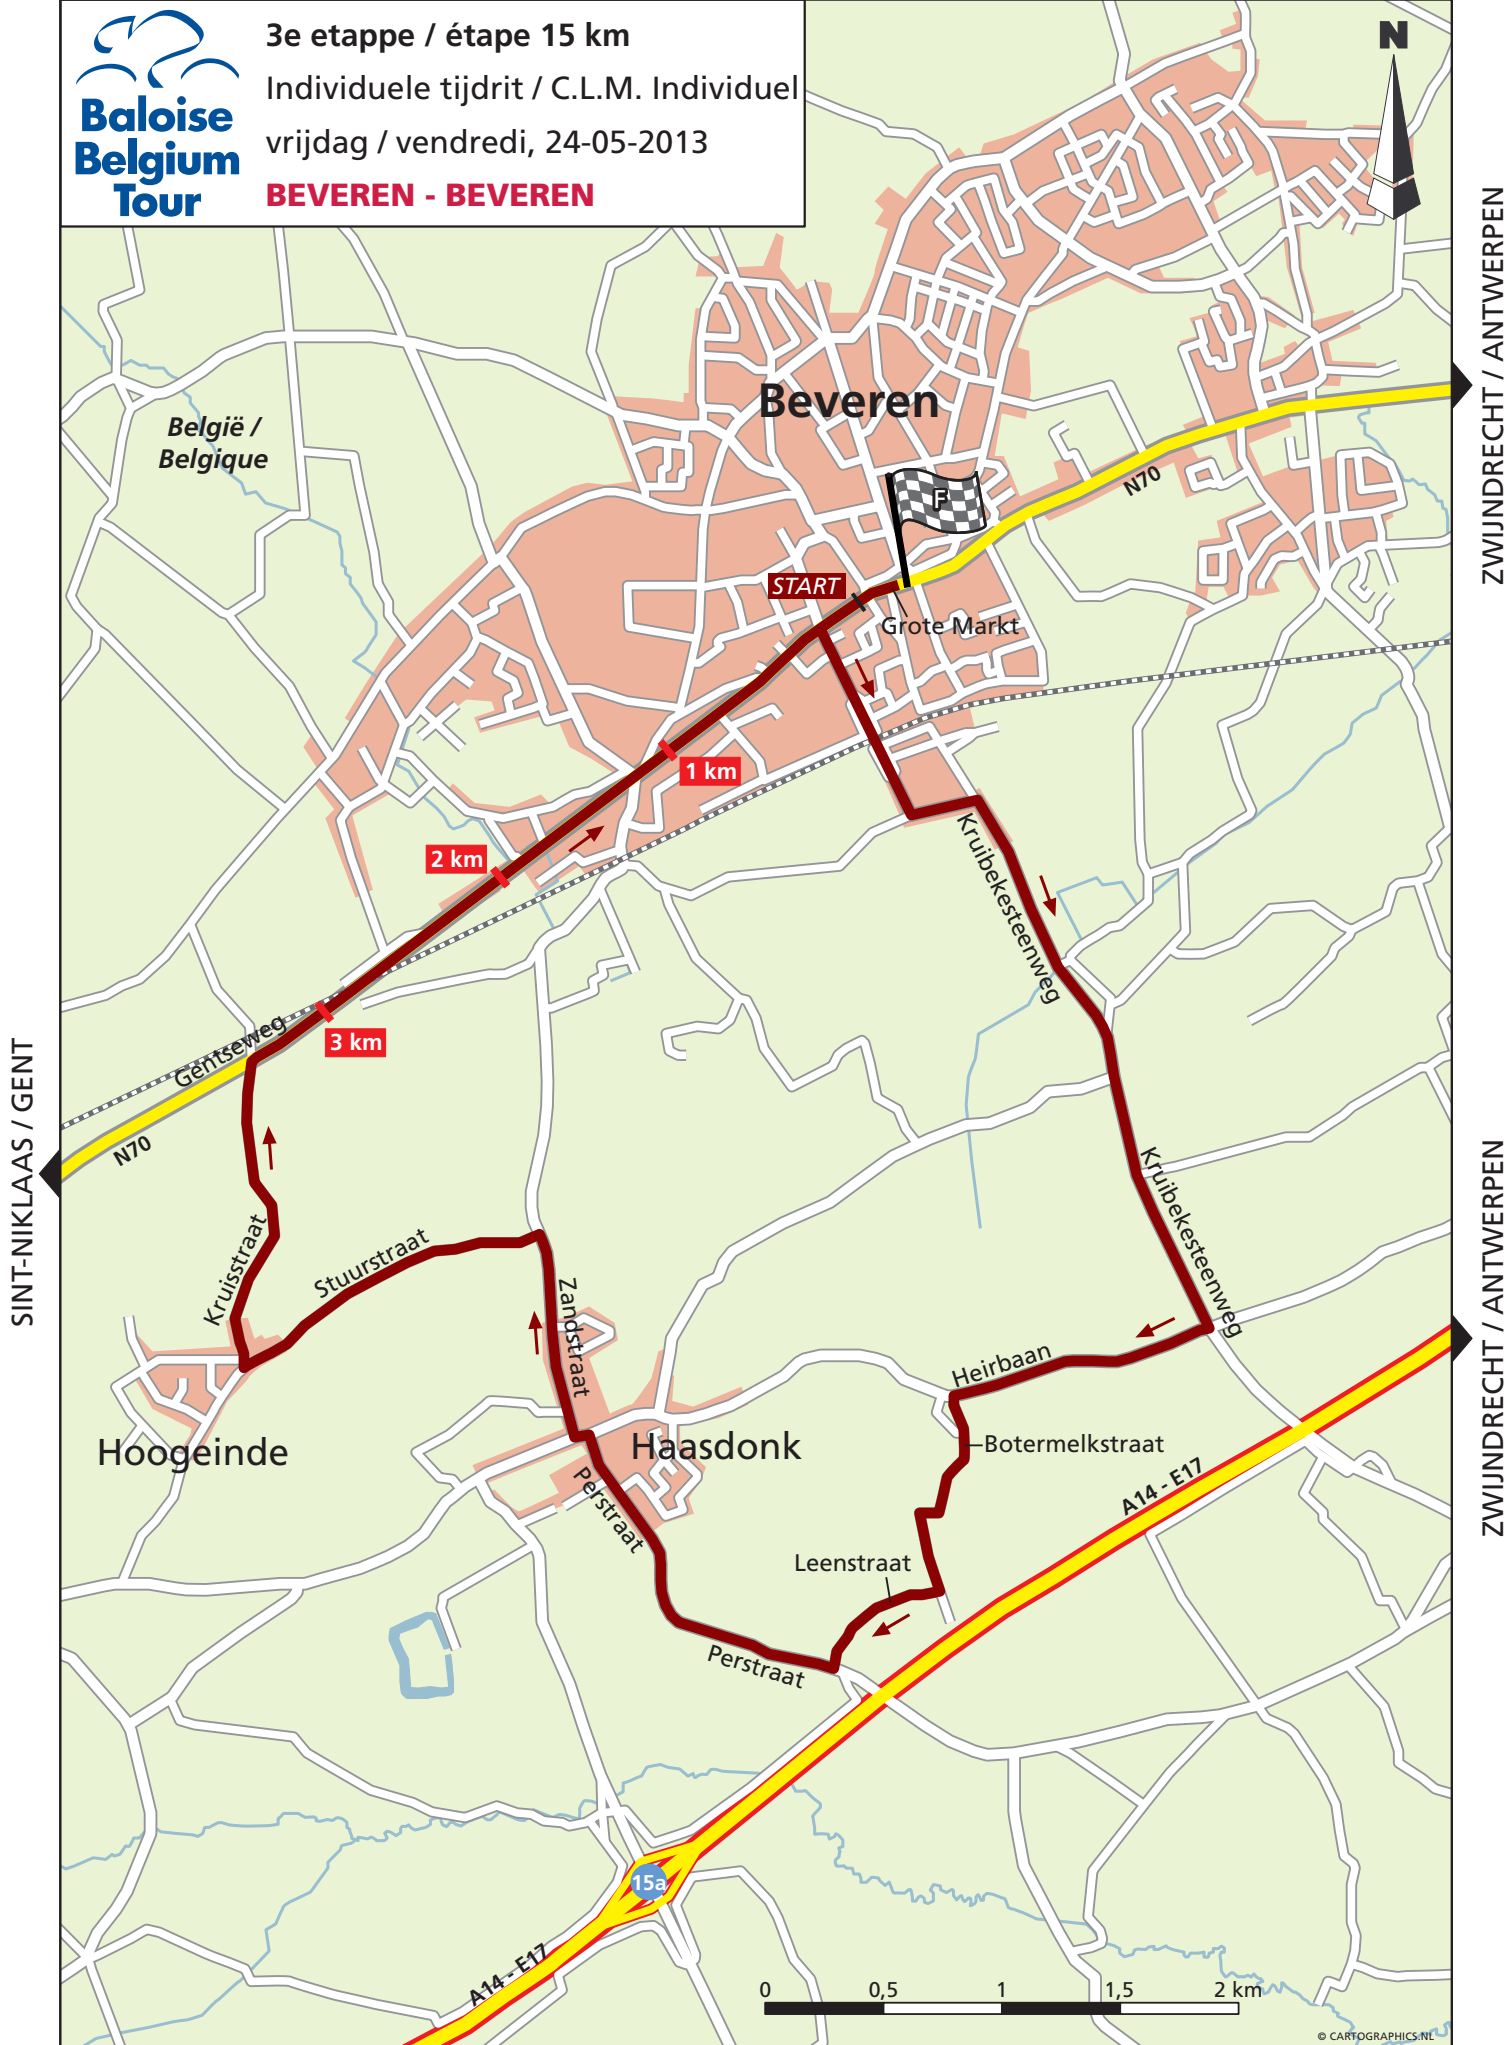 Baloise
Belgium
Tour
3e etappe / étape 15 km
Individuele tijdrit / C.L.M. Individuel
vrijdag / vendredi, 24-05-2013
BEVEREN - BEVEREN
N
ZWIJNDRECHT / ANTWERPEN
Beveren
België /
Belgique
N70
F
START
Grote Markt
1 km
2 km
Kruibekesteenweg
3 km
Gentseweg
SINT-NIKLAAS / GENT
N70
Kruibekesteenweg
ZWIJNDRECHT / ANTWERPEN
Kruisstraat
Stuurstraat
Zandstraat
Heirbaan
Hoogeinde
Haasdonk
Botermelkstraat
Perstraat
A14 - E17
Leenstraat
Perstraat
15a
A14 - E17
0 0,5 1 1,5 2 km
© CARTOGRAPHICS.NL